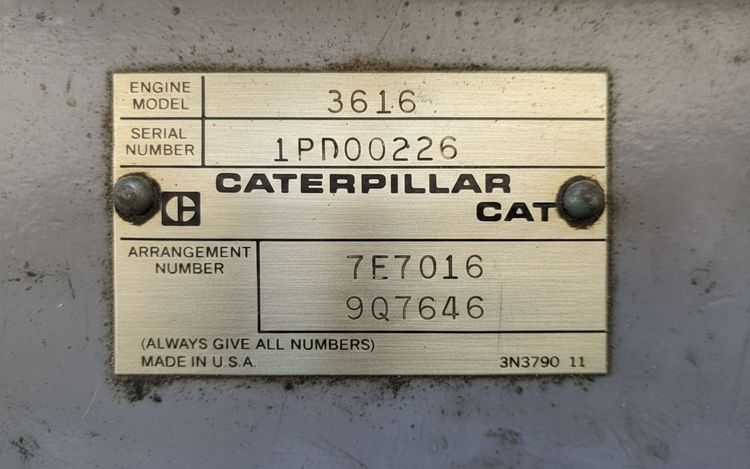 ENGINE MODEL 3616
SERIAL NUMBER 1PD00226
CATERPILLAR
C CAT
ARRANGEMENT NUMBER 7E7016
9Q7646
(ALWAYS GIVE ALL NUMBERS)
MADE IN U.S.A. 3N3790 11